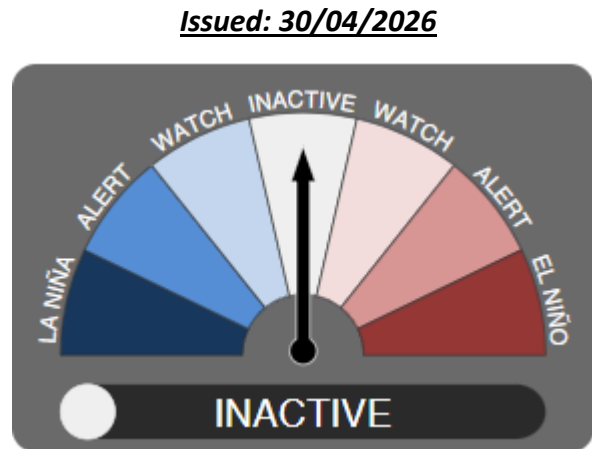 Issued: 30/04/2026
LA NIÑA
ALERT
WATCH
INACTIVE
WATCH
ALERT
EL NIÑO
INACTIVE